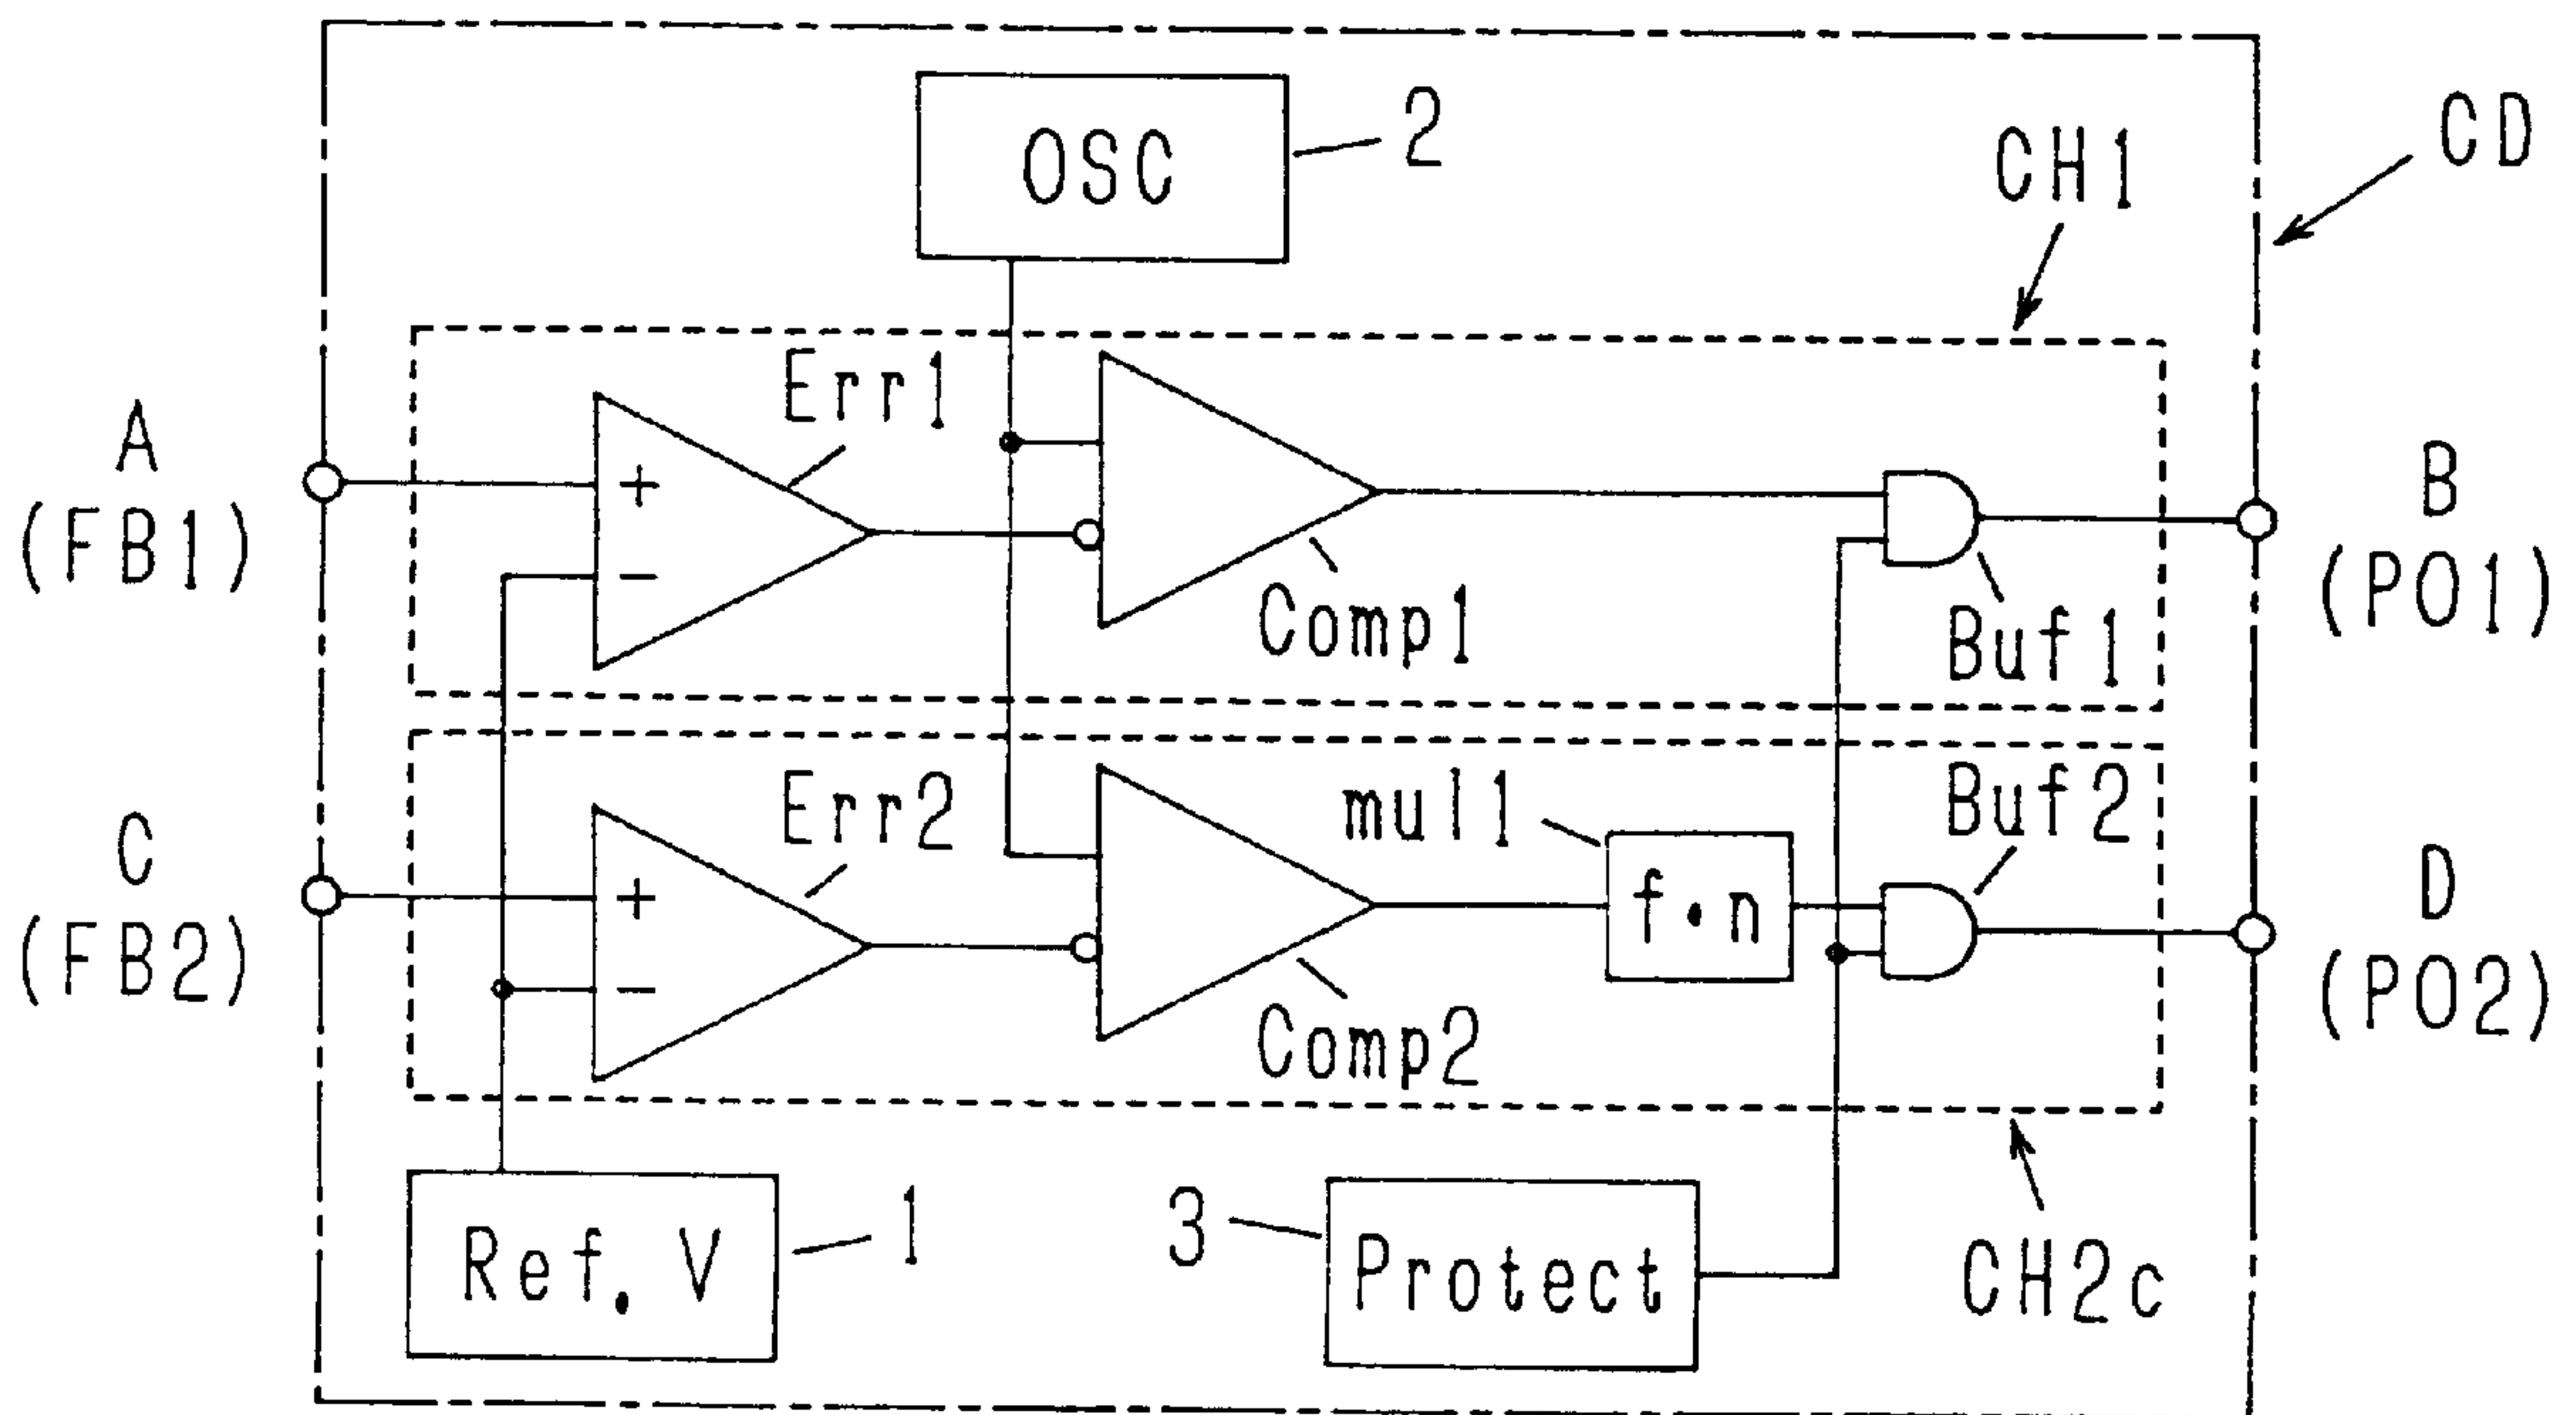 OSC
2
CH1
CD
Err1
A
(FB1)
+
−
Comp1
Buf1
B
(PO1)
Err2
mul1
Buf2
C
(FB2)
+
−
f•n
Comp2
D
(PO2)
Ref.V
1
3
Protect
CH2c